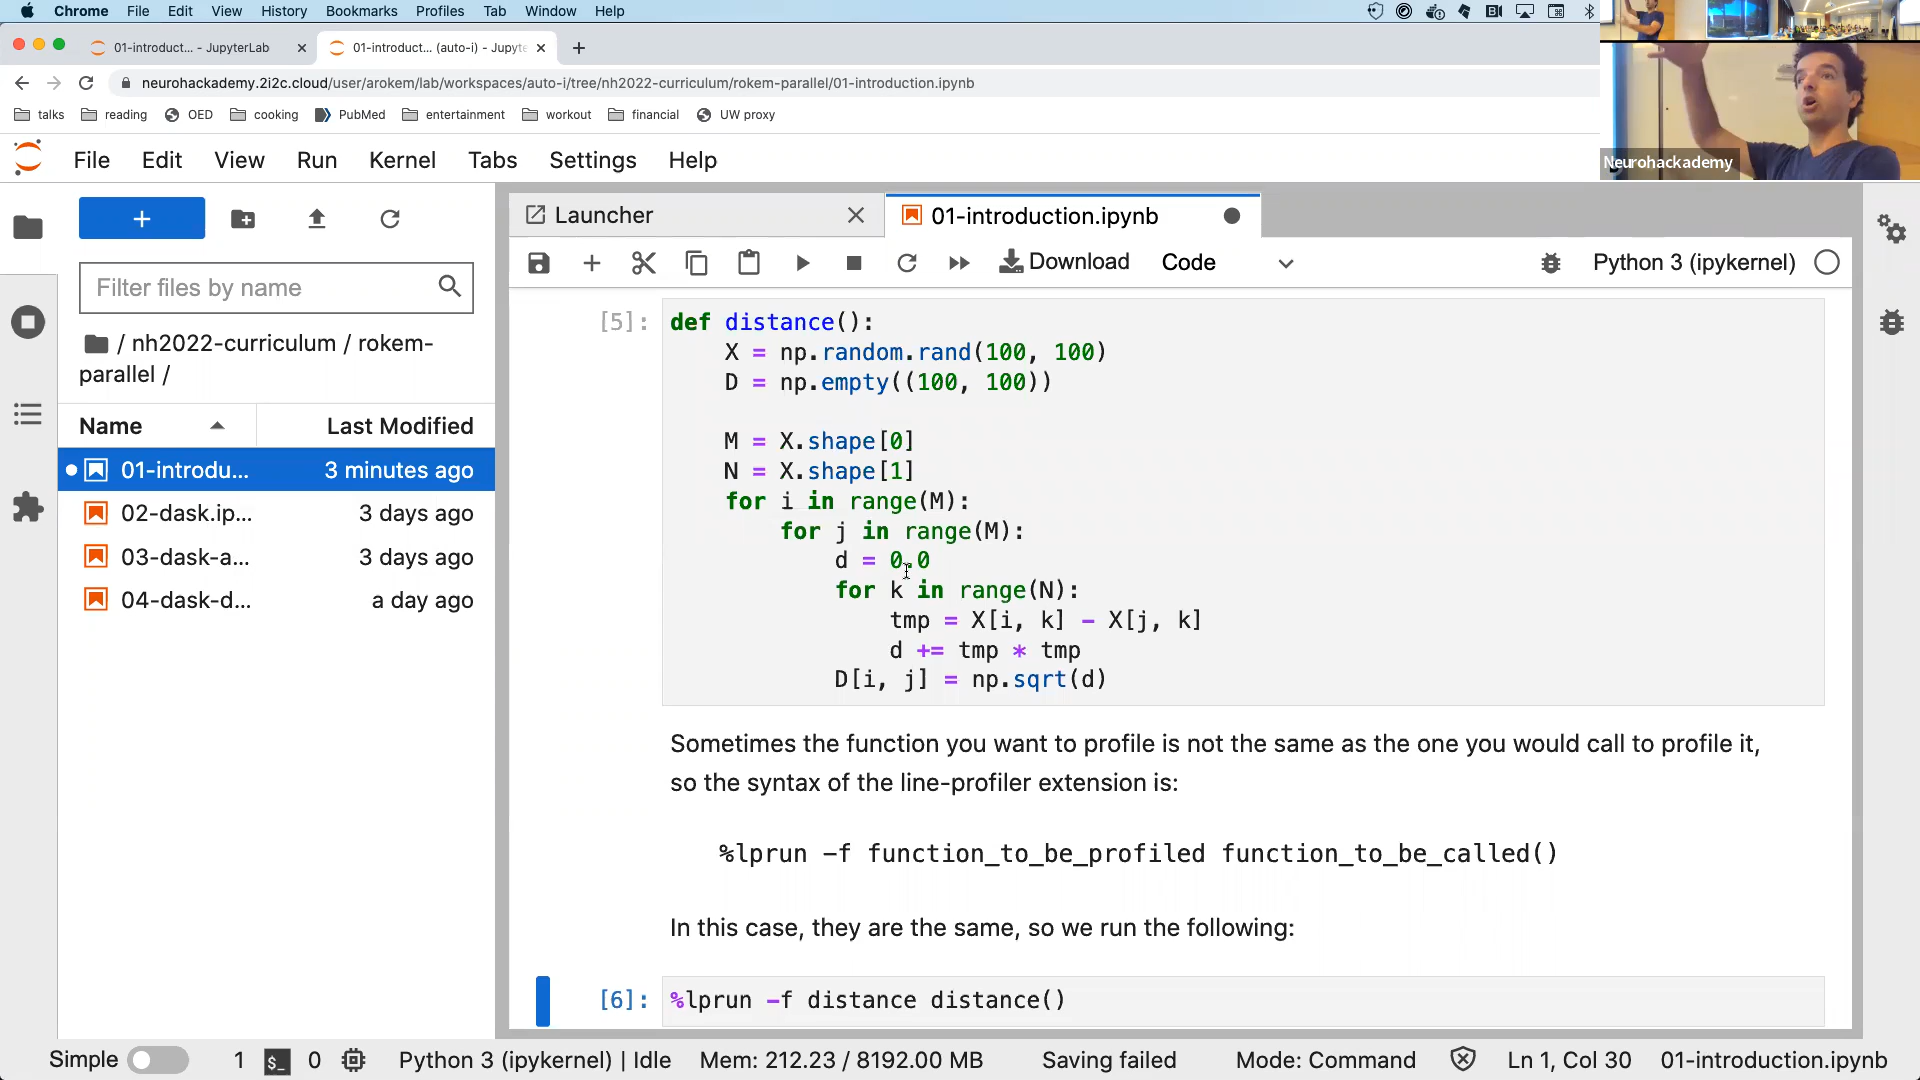 Chrome File Edit View History Bookmarks Profiles Tab Window Help
01-introduct... - JupyterLab
01-introduct... (auto-i) - Jupyte
neurohackademy.2i2c.cloud/user/arokem/lab/workspaces/auto-i/tree/nh2022-curriculum/rokem-parallel/01-introduction.ipynb
talks reading OED cooking PubMed entertainment workout financial UW proxy
Neurohackademy
File Edit View Run Kernel Tabs Settings Help
Launcher
01-introduction.ipynb
Download Code
Python 3 (ipykernel)
Filter files by name
/ nh2022-curriculum / rokem-
parallel /
Name Last Modified
01-introdu... 3 minutes ago
02-dask.ip... 3 days ago
03-dask-a... 3 days ago
04-dask-d... a day ago
[5]: def distance():
X = np.random.rand(100, 100)
D = np.empty((100, 100))
M = X.shape[0]
N = X.shape[1]
for i in range(M):
for j in range(M):
d = 0.0
for k in range(N):
tmp = X[i, k] - X[j, k]
d += tmp * tmp
D[i, j] = np.sqrt(d)
Sometimes the function you want to profile is not the same as the one you would call to profile it,
so the syntax of the line-profiler extension is:
%lprun -f function_to_be_profiled function_to_be_called()
In this case, they are the same, so we run the following:
[6]: %lprun -f distance distance()
Simple 1 $_ 0 Python 3 (ipykernel) | Idle Mem: 212.23 / 8192.00 MB Saving failed Mode: Command Ln 1, Col 30 01-introduction.ipynb